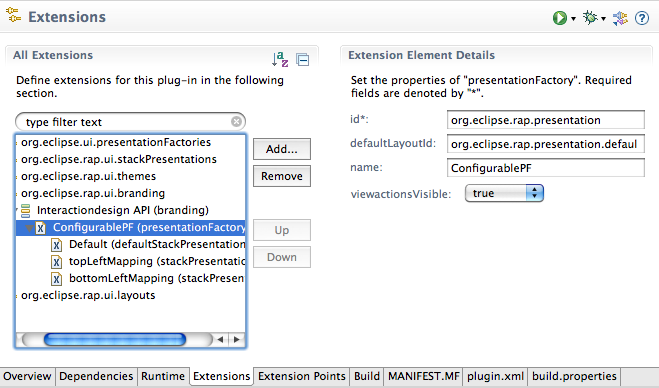 Extensions
All Extensions
Define extensions for this plug-in in the following
section.
type filter text
org.eclipse.ui.presentationFactories
org.eclipse.rap.ui.stackPresentations
org.eclipse.rap.ui.themes
org.eclipse.rap.ui.branding
Interactiondesign API (branding)
ConfigurablePF (presentationFactory
Default (defaultStackPresentation
topLeftMapping (stackPresentatio
bottomLeftMapping (stackPresent
org.eclipse.rap.ui.layouts
Add...
Remove
Up
Down
Extension Element Details
Set the properties of "presentationFactory". Required
fields are denoted by "*".
id*: org.eclipse.rap.presentation
defaultLayoutId: org.eclipse.rap.presentation.defaul
name: ConfigurablePF
viewactionsVisible: true
Overview Dependencies Runtime Extensions Extension Points Build MANIFEST.MF plugin.xml build.properties